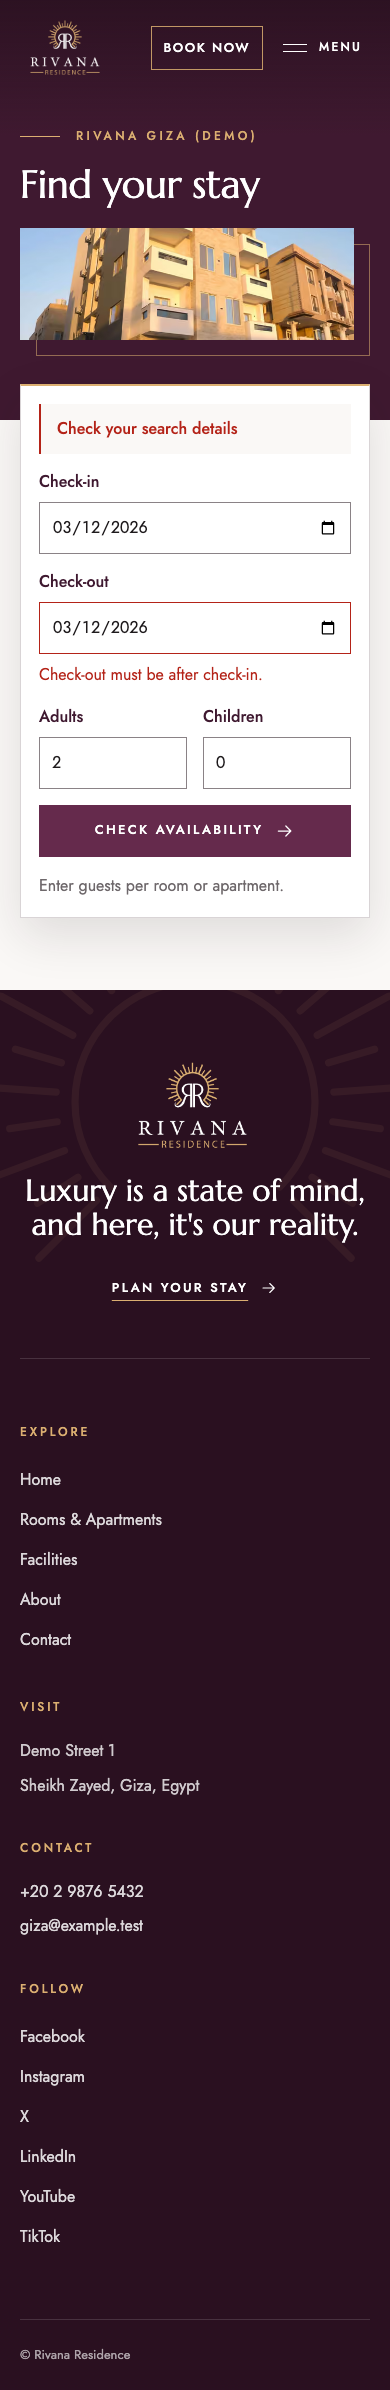 RIVANA
RESIDENCE
BOOK NOW
MENU
RIVANA GIZA (DEMO)
Find your stay
Check your search details
Check-in
03/12/2026
Check-out
03/12/2026
Check-out must be after check-in.
Adults
Children
2
0
CHECK AVAILABILITY
Enter guests per room or apartment.
RIVANA
RESIDENCE
Luxury is a state of mind,
and here, it's our reality.
PLAN YOUR STAY
EXPLORE
Home
Rooms & Apartments
Facilities
About
Contact
VISIT
Demo Street 1
Sheikh Zayed, Giza, Egypt
CONTACT
+20 2 9876 5432
giza@example.test
FOLLOW
Facebook
Instagram
X
LinkedIn
YouTube
TikTok
© Rivana Residence